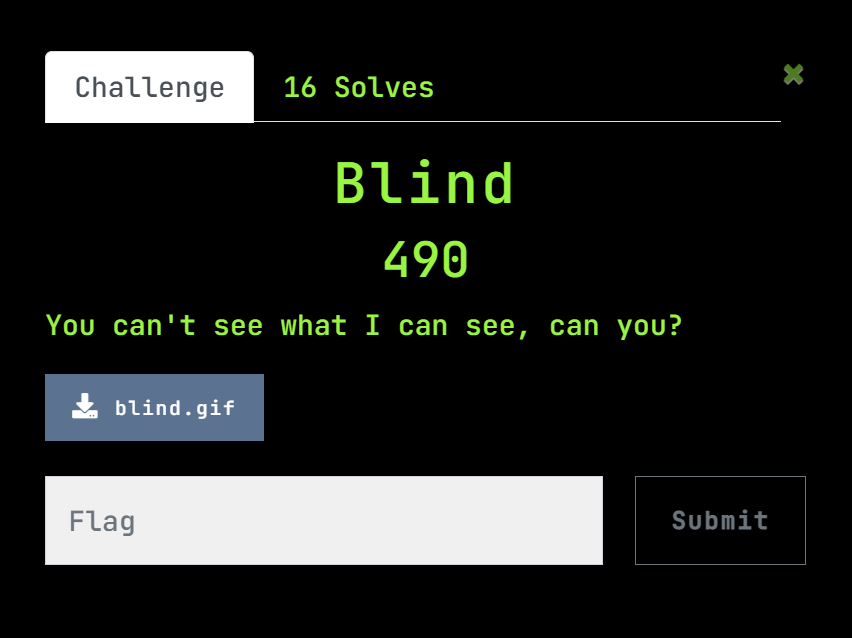 Challenge
16 Solves
Blind
490
You can't see what I can see, can you?
blind.gif
Flag
Submit